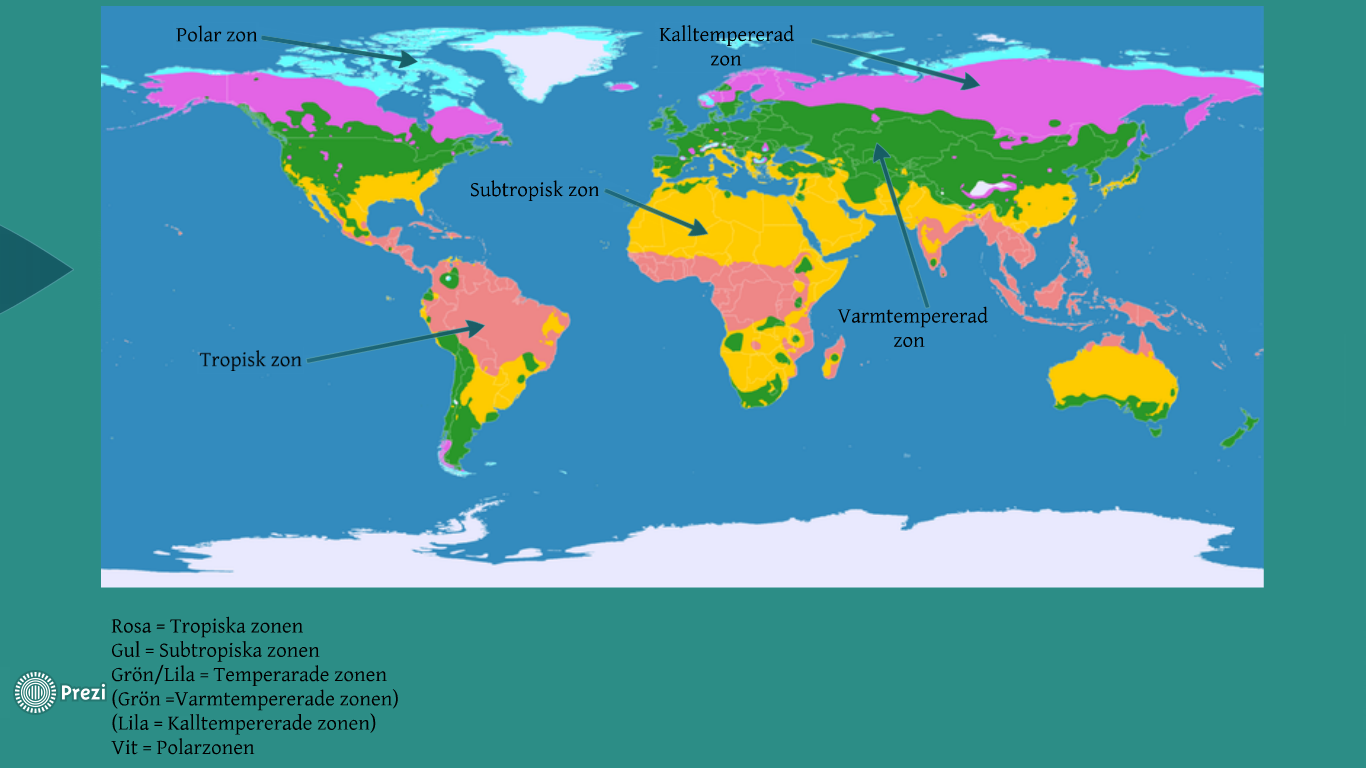 Polar zon
Kalltempererad
zon
Subtropisk zon
Varmtempererad
zon
Tropisk zon
Rosa = Tropiska zonen
Gul = Subtropiska zonen
Grön/Lila = Temperarade zonen
(Grön =Varmtempererade zonen)
(Lila = Kalltempererade zonen)
Vit = Polarzonen
Prezi